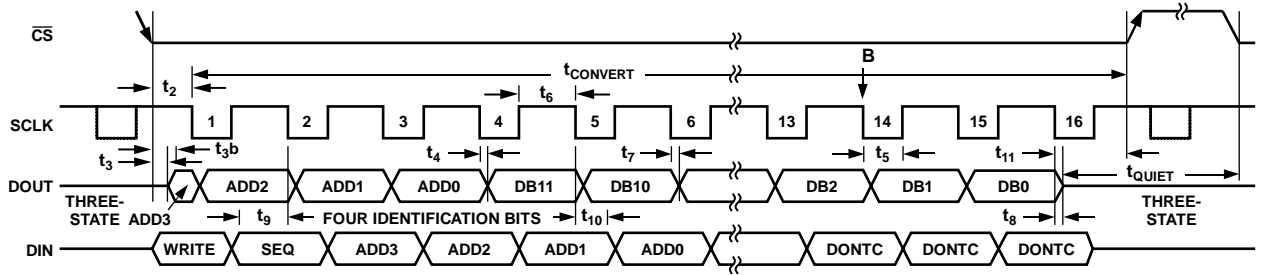 CS
B
tCONVERT
t2
t6
SCLK
1 2 3 4 5 6 13 14 15 16
t3 t3b t4 t7 t5 t11
tQUIET
DOUT
ADD2 ADD1 ADD0 DB11 DB10 DB2 DB1 DB0
THREE-
STATE ADD3
t9 FOUR IDENTIFICATION BITS t10 t8
THREE-
STATE
DIN
WRITE SEQ ADD3 ADD2 ADD1 ADD0 DONTC DONTC DONTC